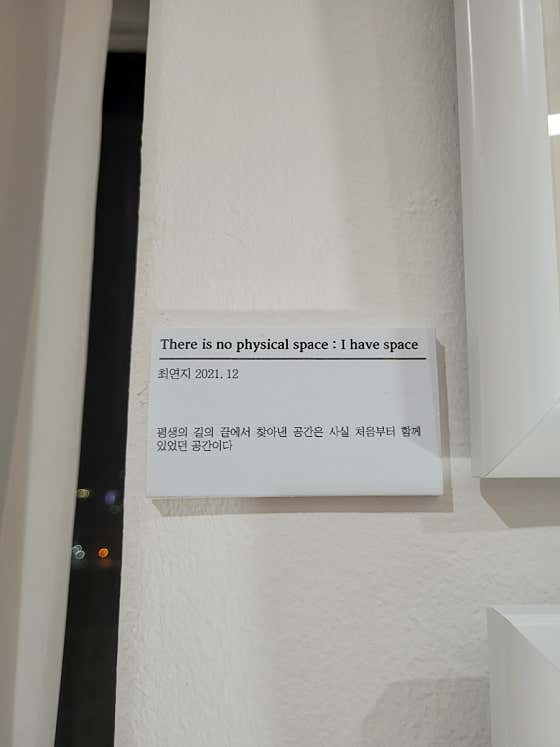 There is no physical space : I have space
최연지 2021. 12
평생의 길의 끝에서 찾아낸 공간은 사실 처음부터 함께
있었던 공간이다